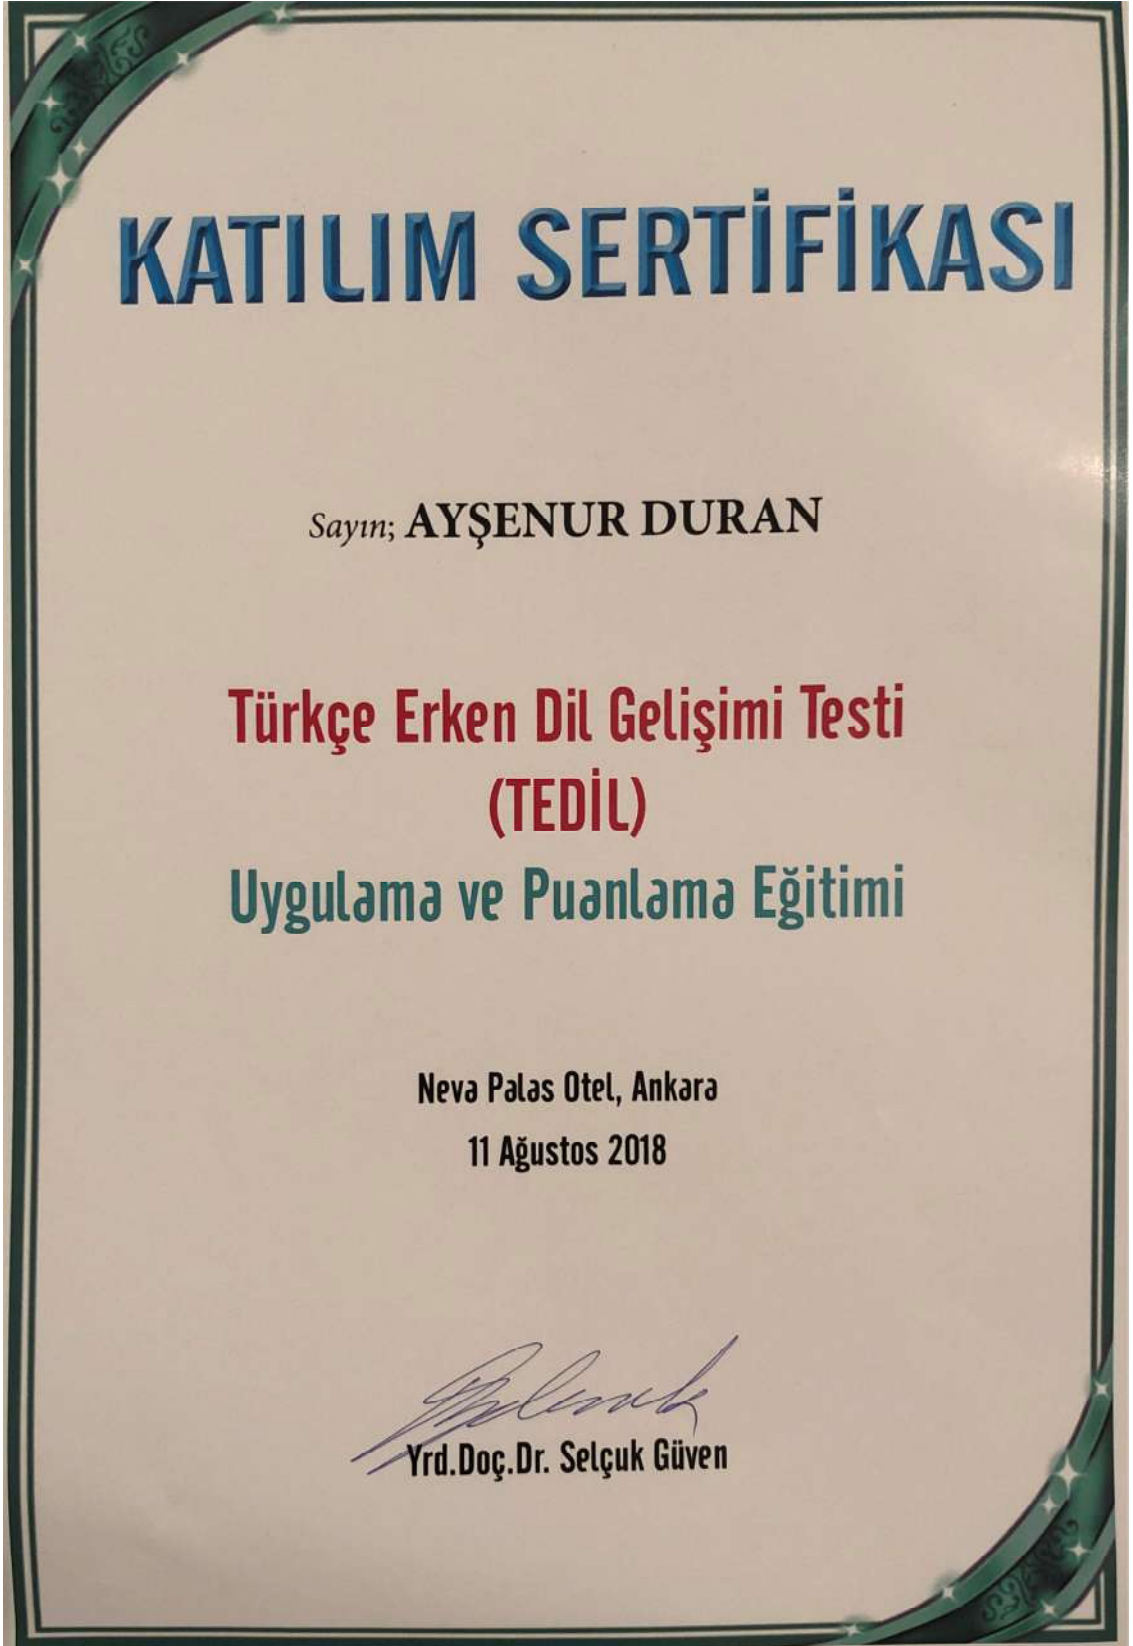 KATILIM SERTİFİKASI
Sayın; AYŞENUR DURAN
Türkçe Erken Dil Gelişimi Testi
(TEDİL)
Uygulama ve Puanlama Eğitimi
Neva Palas Otel, Ankara
11 Ağustos 2018
Yrd.Doç.Dr. Selçuk Güven